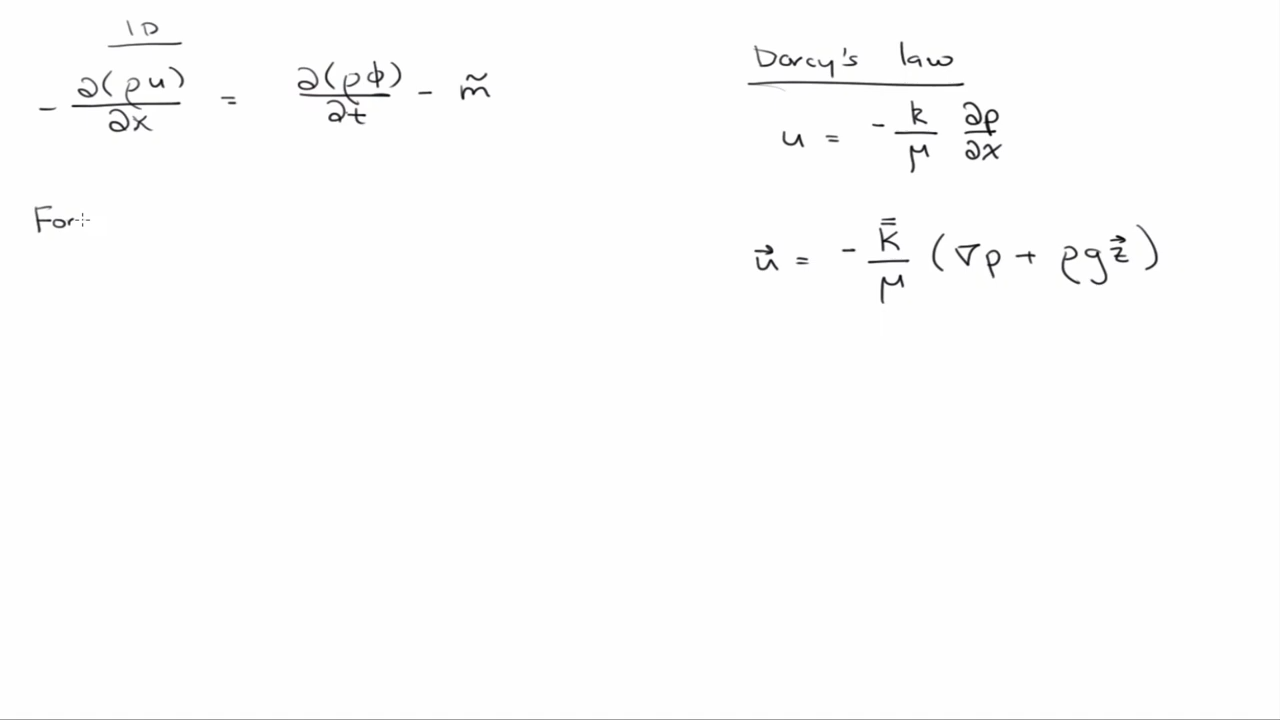 1D
- ∂(ρu)/∂x = ∂(ρϕ)/∂t - m̃
For
Darcy's law
u = - k/μ ∂p/∂x
u⃗ = - K̿/μ (∇p + ρgz⃗)